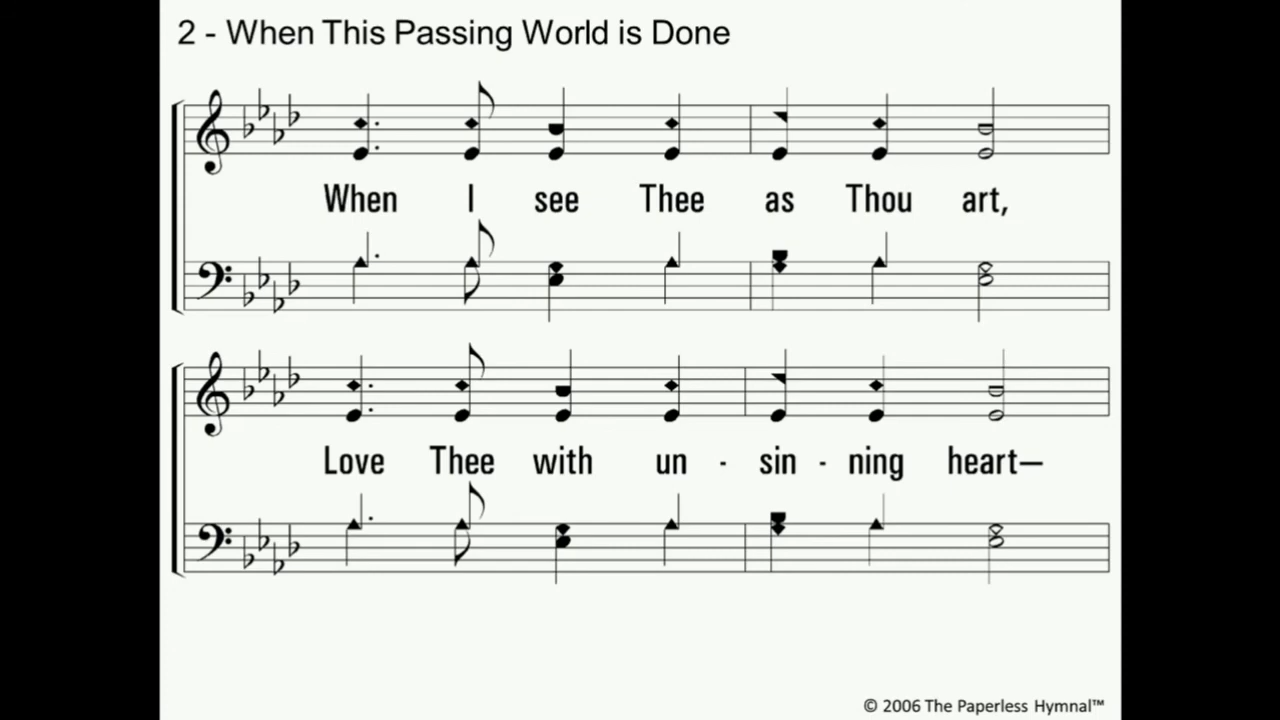 2 - When This Passing World is Done
When I see Thee as Thou art,
Love Thee with un - sin - ning heart—
© 2006 The Paperless Hymnal™